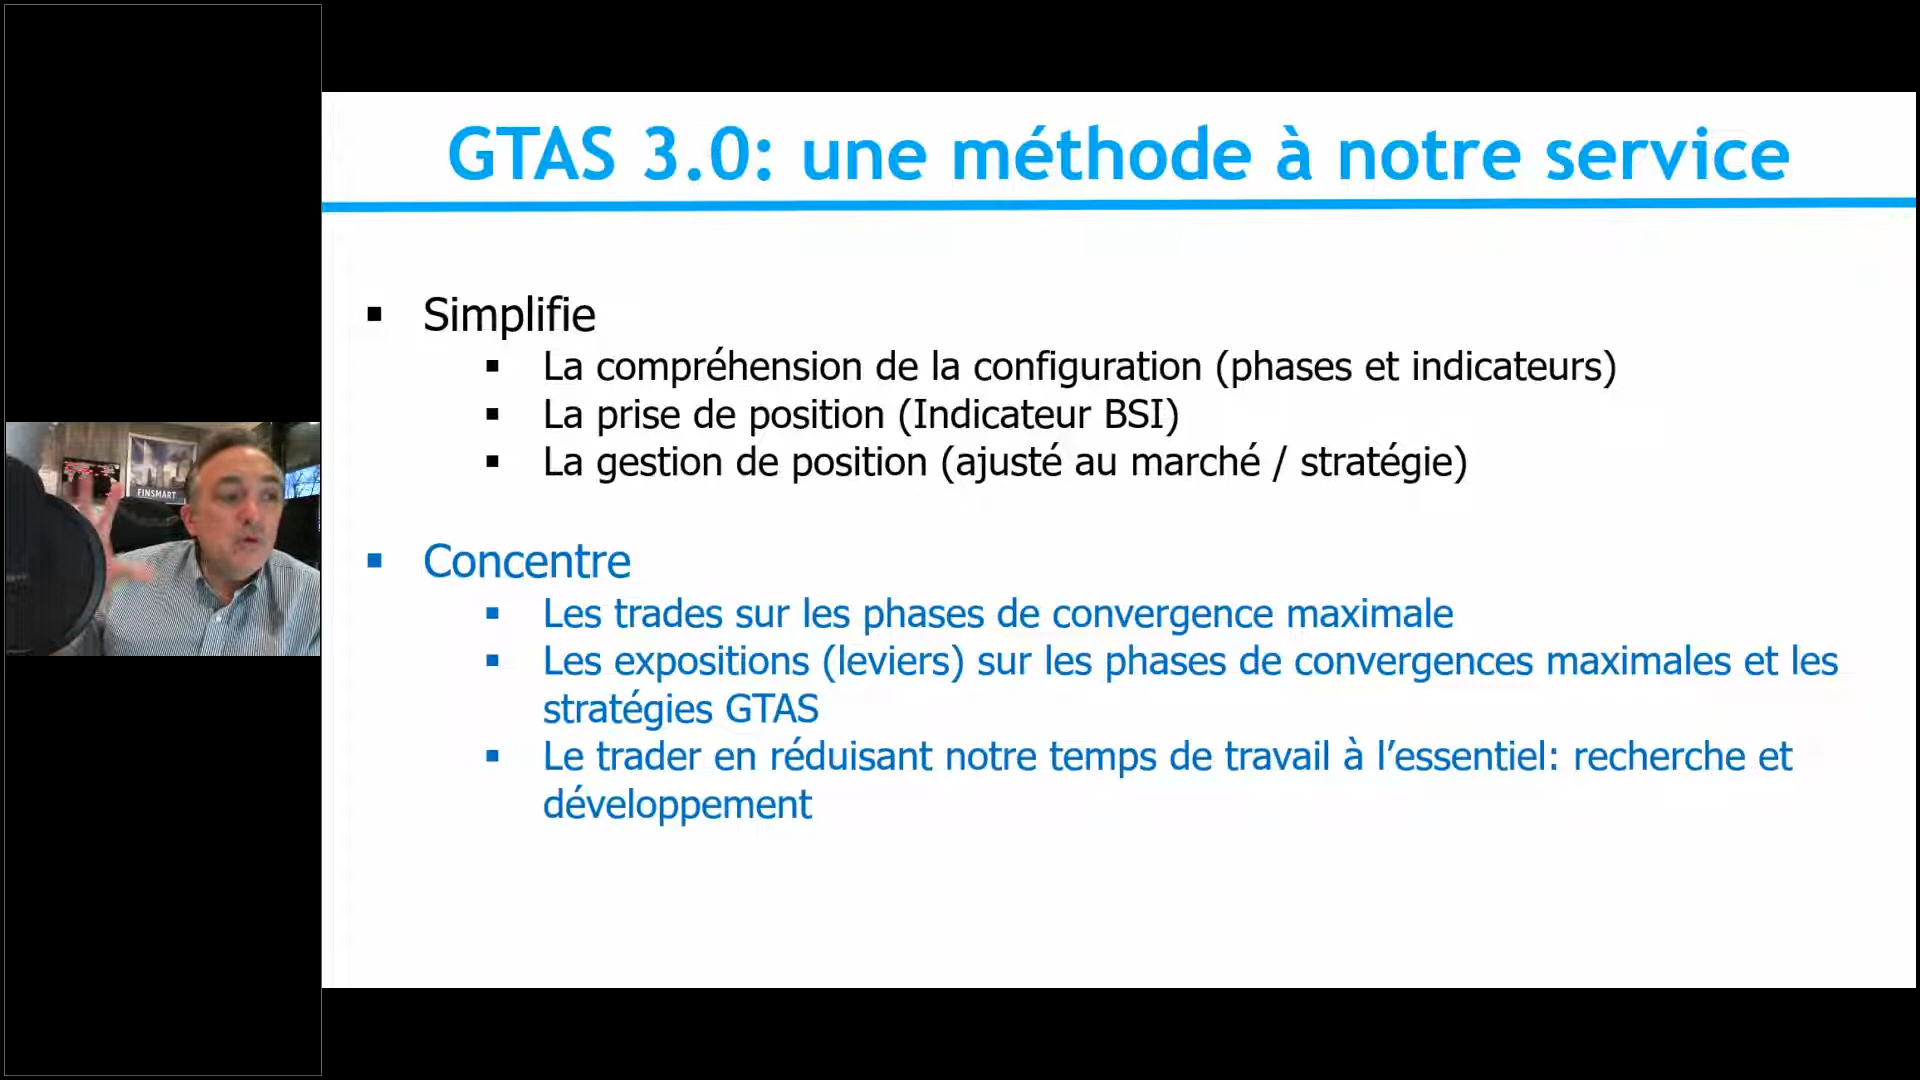 GTAS 3.0: une méthode à notre service
▪ Simplifie
▪ La compréhension de la configuration (phases et indicateurs)
▪ La prise de position (Indicateur BSI)
▪ La gestion de position (ajusté au marché / stratégie)
FINSMART
▪ Concentre
▪ Les trades sur les phases de convergence maximale
▪ Les expositions (leviers) sur les phases de convergences maximales et les
stratégies GTAS
▪ Le trader en réduisant notre temps de travail à l’essentiel: recherche et
développement